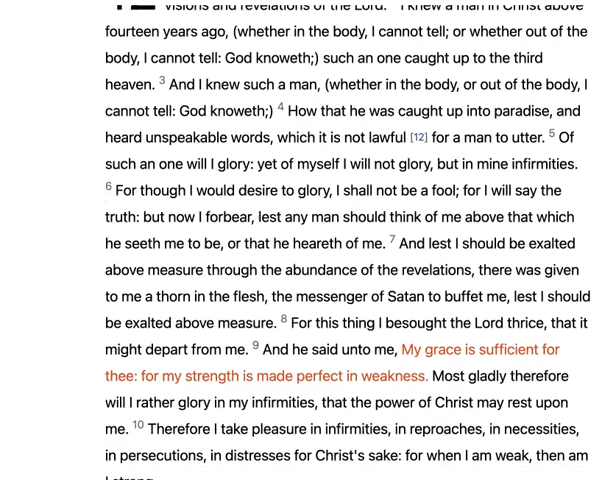 visions and revelations of the Lord. ² I knew a man in Christ above
fourteen years ago, (whether in the body, I cannot tell; or whether out of the
body, I cannot tell: God knoweth;) such an one caught up to the third
heaven. ³ And I knew such a man, (whether in the body, or out of the body, I
cannot tell: God knoweth;) ⁴ How that he was caught up into paradise, and
heard unspeakable words, which it is not lawful [12] for a man to utter. ⁵ Of
such an one will I glory: yet of myself I will not glory, but in mine infirmities.
⁶ For though I would desire to glory, I shall not be a fool; for I will say the
truth: but now I forbear, lest any man should think of me above that which
he seeth me to be, or that he heareth of me. ⁷ And lest I should be exalted
above measure through the abundance of the revelations, there was given
to me a thorn in the flesh, the messenger of Satan to buffet me, lest I should
be exalted above measure. ⁸ For this thing I besought the Lord thrice, that it
might depart from me. ⁹ And he said unto me, My grace is sufficient for
thee: for my strength is made perfect in weakness. Most gladly therefore
will I rather glory in my infirmities, that the power of Christ may rest upon
me. ¹⁰ Therefore I take pleasure in infirmities, in reproaches, in necessities,
in persecutions, in distresses for Christ's sake: for when I am weak, then am